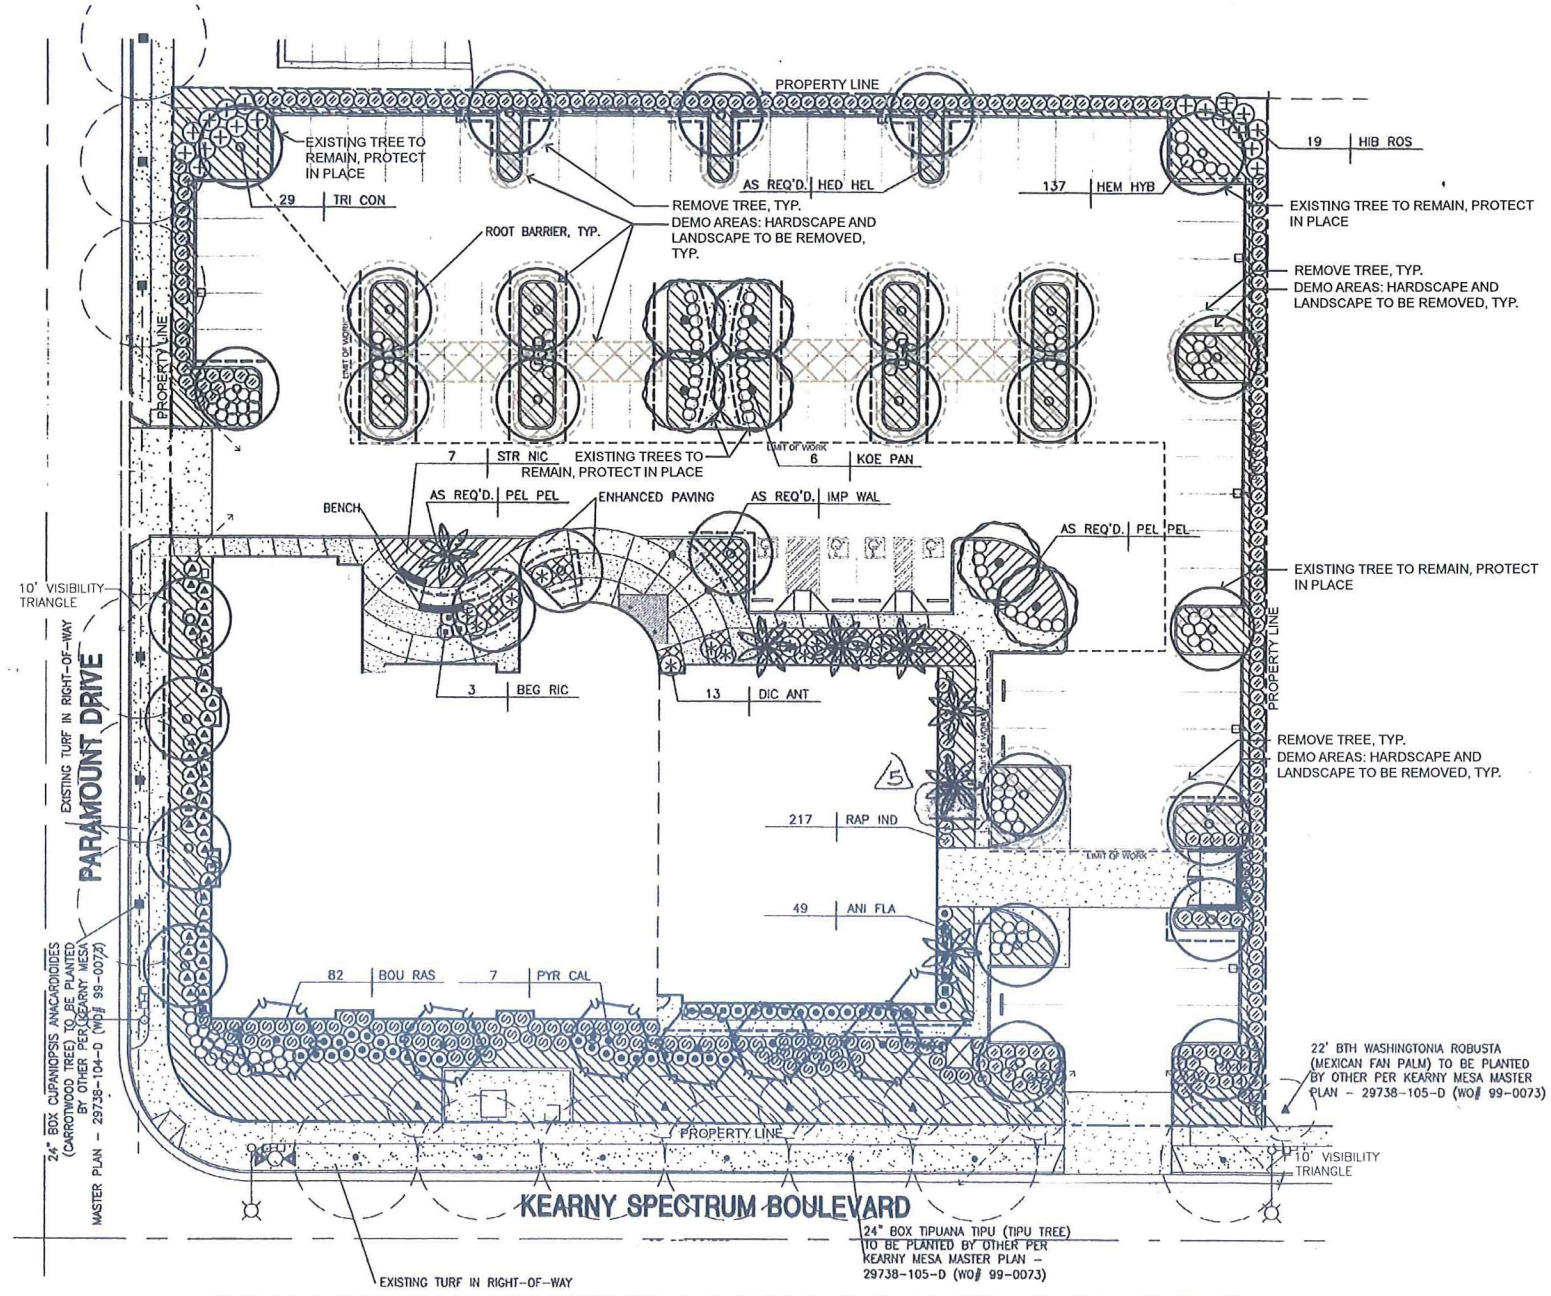 PROPERTY LINE
EXISTING TREE TO
REMAIN, PROTECT
IN PLACE
19 HIB ROS
AS REQ'D. HED HEL
137 HEM HYB
29 TRI CON
REMOVE TREE, TYP.
DEMO AREAS: HARDSCAPE AND
LANDSCAPE TO BE REMOVED,
TYP.
EXISTING TREE TO REMAIN, PROTECT
IN PLACE
ROOT BARRIER, TYP.
REMOVE TREE, TYP.
DEMO AREAS: HARDSCAPE AND
LANDSCAPE TO BE REMOVED, TYP.
PROPERTY LINE
LIMIT OF WORK
LIMIT OF WORK
7 STR NIC
EXISTING TREES TO
REMAIN, PROTECT IN PLACE
6 KOE PAN
AS REQ'D. PEL PEL
ENHANCED PAVING
AS REQ'D. IMP WAL
BENCH
AS REQ'D. PEL PEL
EXISTING TREE TO REMAIN, PROTECT
IN PLACE
10' VISIBILITY
TRIANGLE
PROPERTY LINE
EXISTING TURF IN RIGHT-OF-WAY
PARAMOUNT DRIVE
3 BEG RIC
13 DIC ANT
LIMIT OF WORK
REMOVE TREE, TYP.
DEMO AREAS: HARDSCAPE AND
LANDSCAPE TO BE REMOVED, TYP.
5
217 RAP IND
LIMIT OF WORK
49 ANI FLA
82 BOU RAS
7 PYR CAL
24" BOX CUPANIOPSIS ANACARDIOIDES
(CARROTWOOD TREE) TO BE PLANTED
BY OTHER PER KEARNY MESA
MASTER PLAN - 29738-104-D (WO# 99-0073)
22' BTH WASHINGTONIA ROBUSTA
(MEXICAN FAN PALM) TO BE PLANTED
BY OTHER PER KEARNY MESA MASTER
PLAN - 29738-105-D (WO# 99-0073)
PROPERTY LINE
10' VISIBILITY
TRIANGLE
KEARNY SPECTRUM BOULEVARD
24" BOX TIPUANA TIPU (TIPU TREE)
TO BE PLANTED BY OTHER PER
KEARNY MESA MASTER PLAN -
29738-105-D (WO# 99-0073)
EXISTING TURF IN RIGHT-OF-WAY